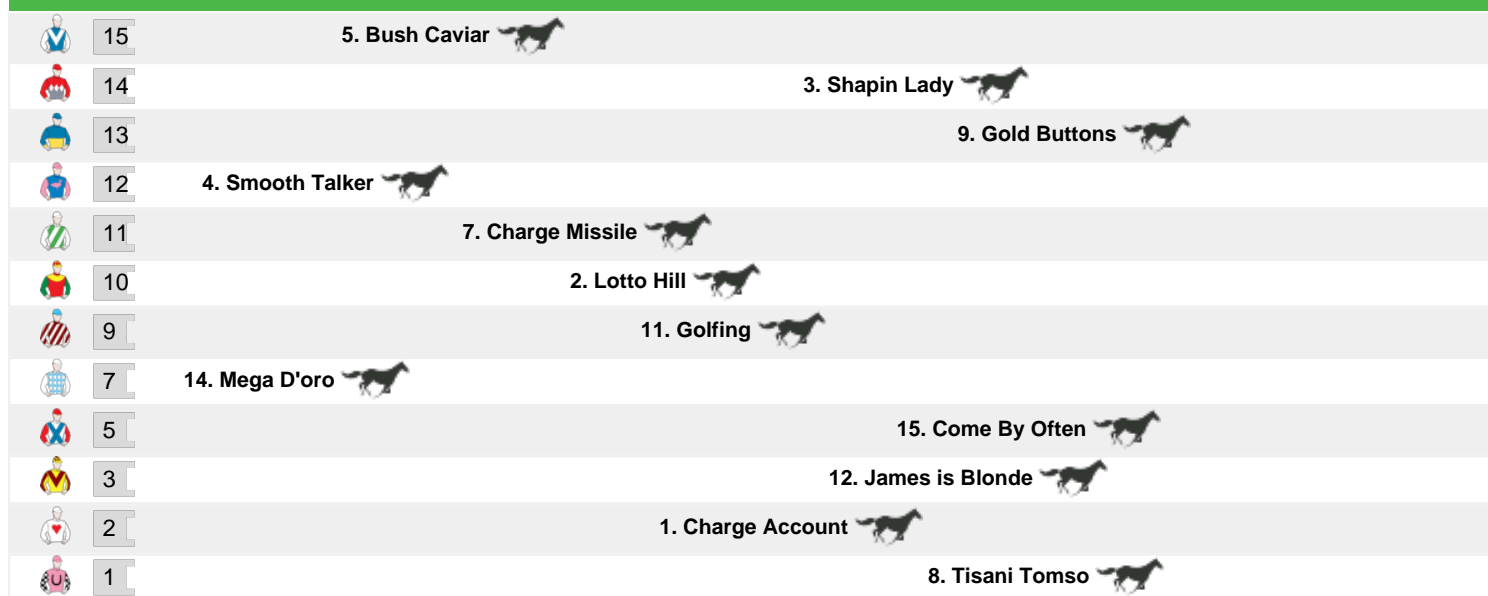 15 5. Bush Caviar
14 3. Shapin Lady
13 9. Gold Buttons
12 4. Smooth Talker
11 7. Charge Missile
10 2. Lotto Hill
9 11. Golfing
7 14. Mega D'oro
5 15. Come By Often
3 12. James is Blonde
2 1. Charge Account
1 8. Tisani Tomso